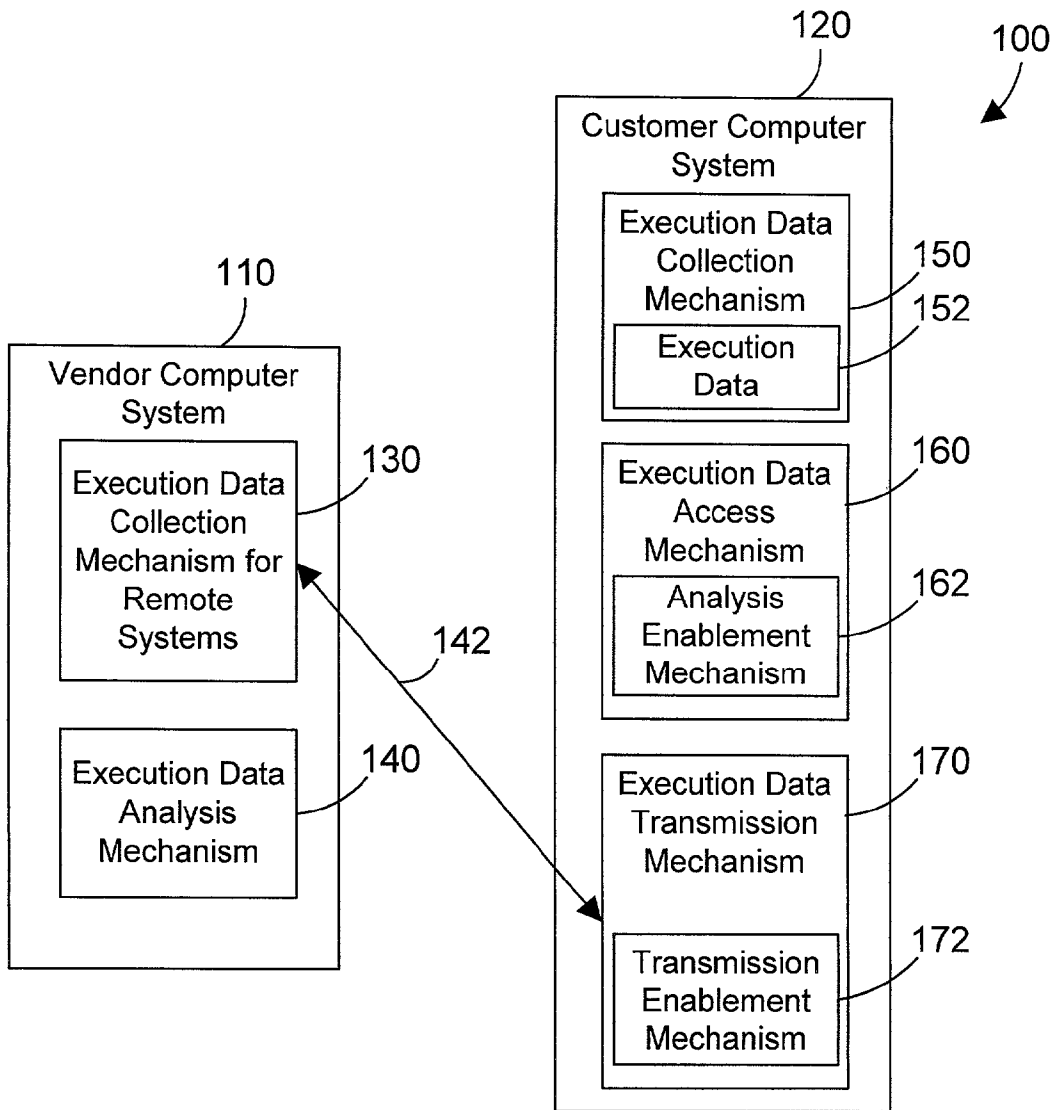 120
100
Customer Computer
System
Execution Data
Collection
Mechanism
150
152
Execution
Data
110
Vendor Computer
System
Execution Data
Collection
Mechanism for
Remote
Systems
130
142
Execution Data
Analysis
Mechanism
140
Execution Data
Access
Mechanism
160
Analysis
Enablement
Mechanism
162
Execution Data
Transmission
Mechanism
170
Transmission
Enablement
Mechanism
172